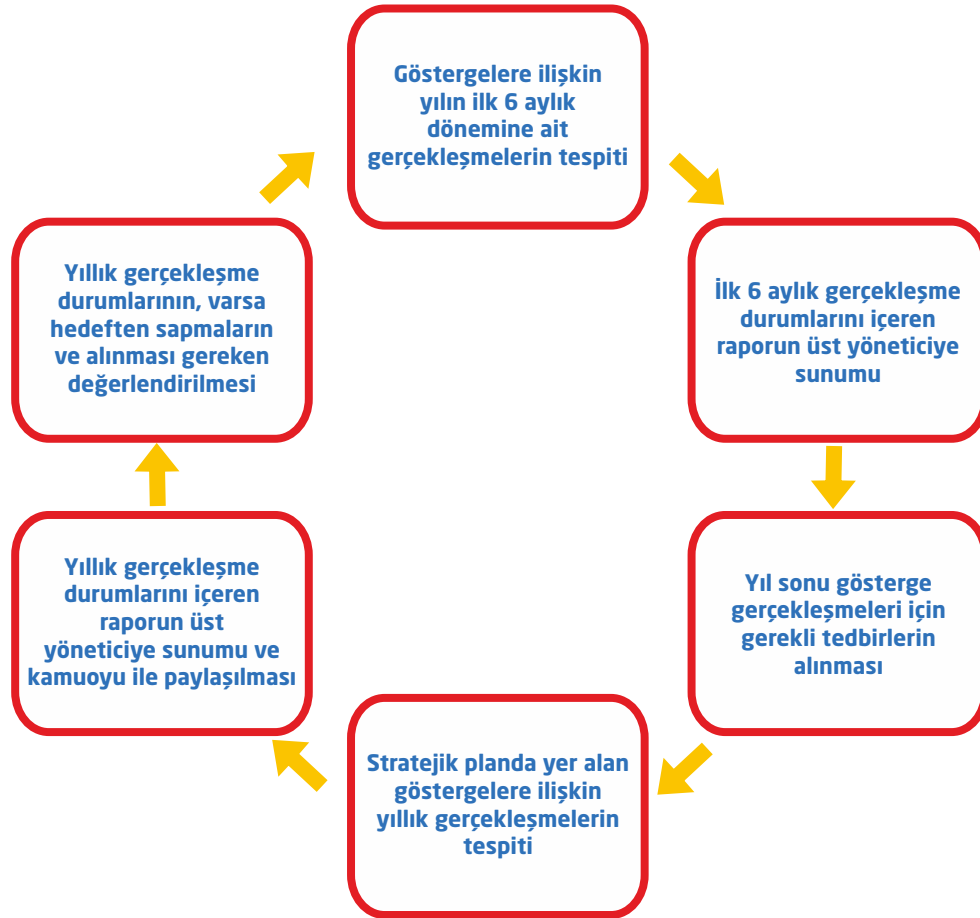 Göstergelere ilişkin
yılın ilk 6 aylık
dönemine ait
gerçekleşmelerin tespiti
İlk 6 aylık gerçekleşme
durumlarını içeren
raporun üst yöneticiye
sunumu
Yıl sonu gösterge
gerçekleşmeleri için
gerekli tedbirlerin
alınması
Stratejik planda yer alan
göstergelere ilişkin
yıllık gerçekleşmelerin
tespiti
Yıllık gerçekleşme
durumlarını içeren
raporun üst
yöneticiye sunumu ve
kamuoyu ile paylaşılması
Yıllık gerçekleşme
durumlarının, varsa
hedeften sapmaların
ve alınması gereken
değerlendirilmesi